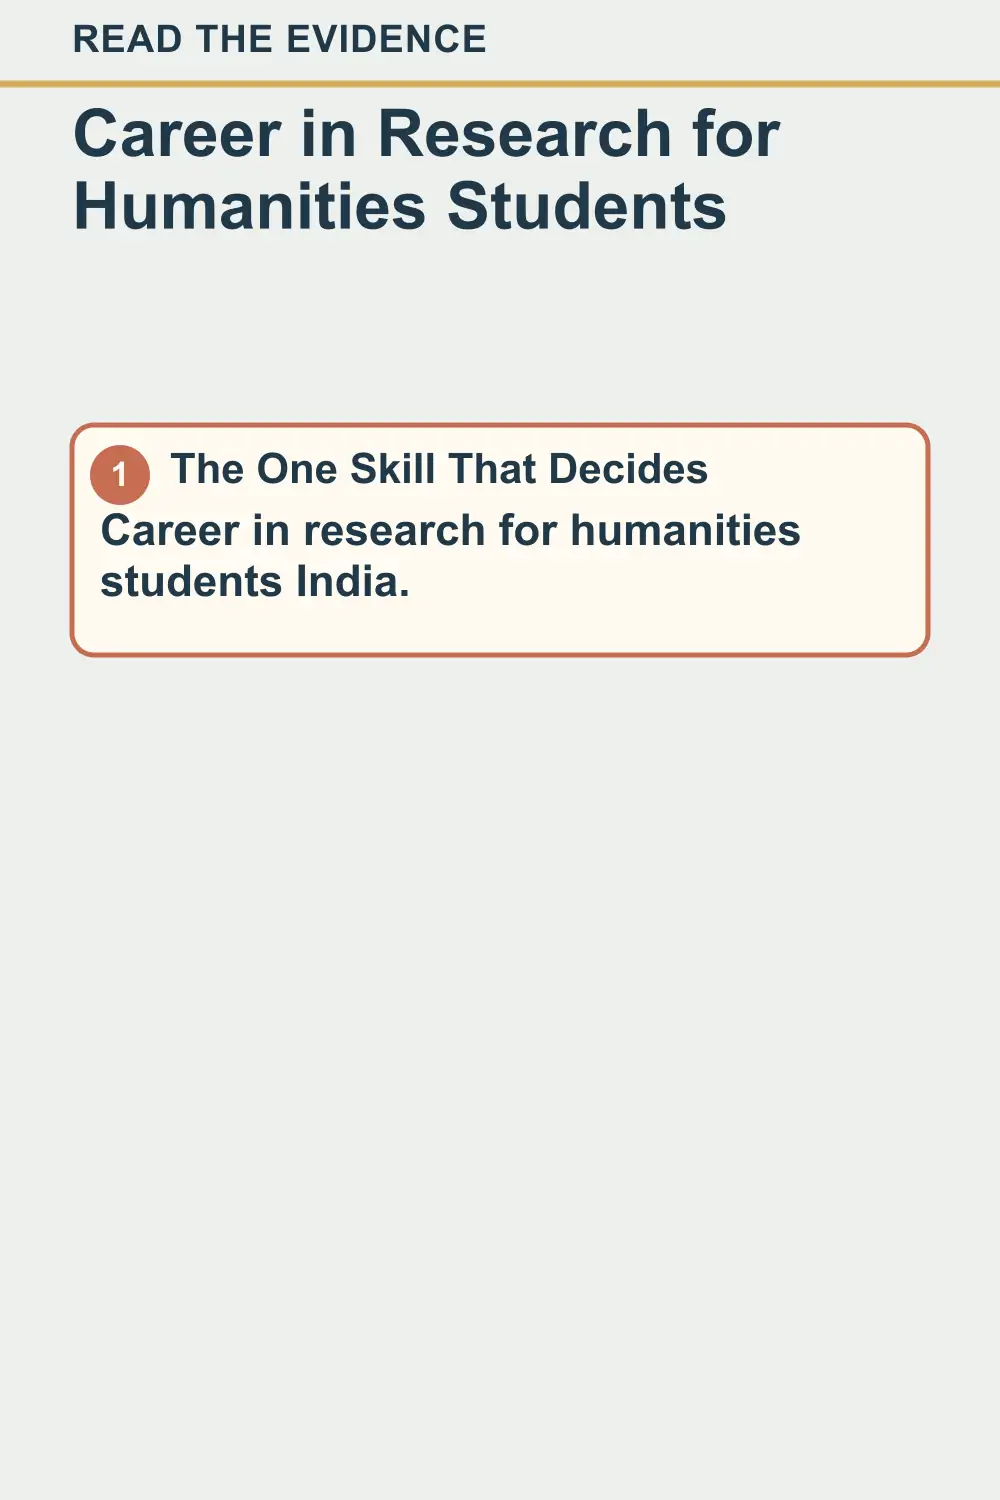 READ THE EVIDENCE
Career in Research for
Humanities Students
1 The One Skill That Decides
Career in research for humanities
students India.